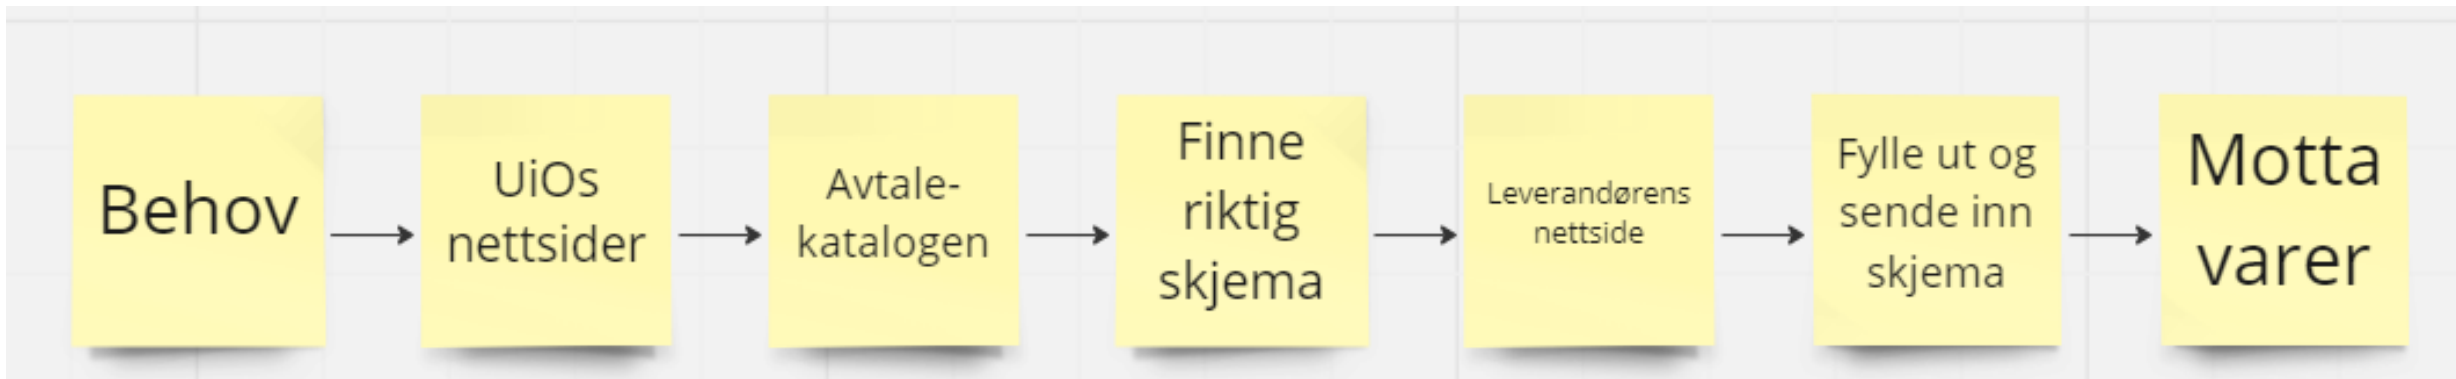 Behov
UiOs
nettsider
Avtale-
katalogen
Finne
riktig
skjema
Leverandørens
nettside
Fylle ut og
sende inn
skjema
Motta
varer